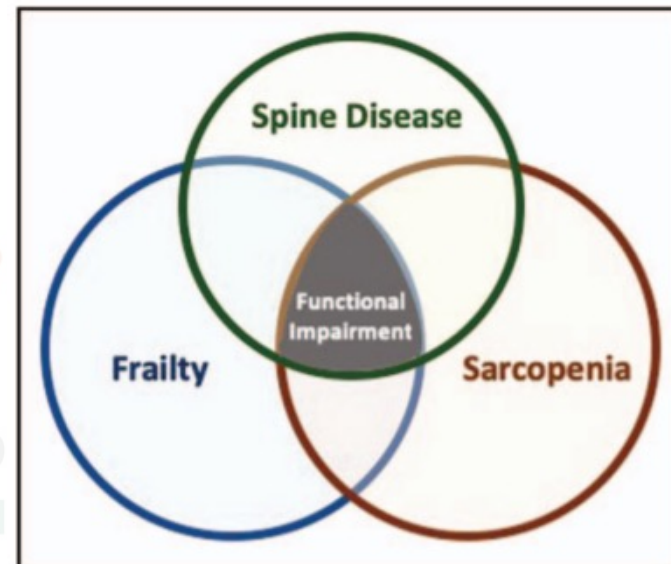 Spine Disease
Functional
Impairment
Frailty
Sarcopenia